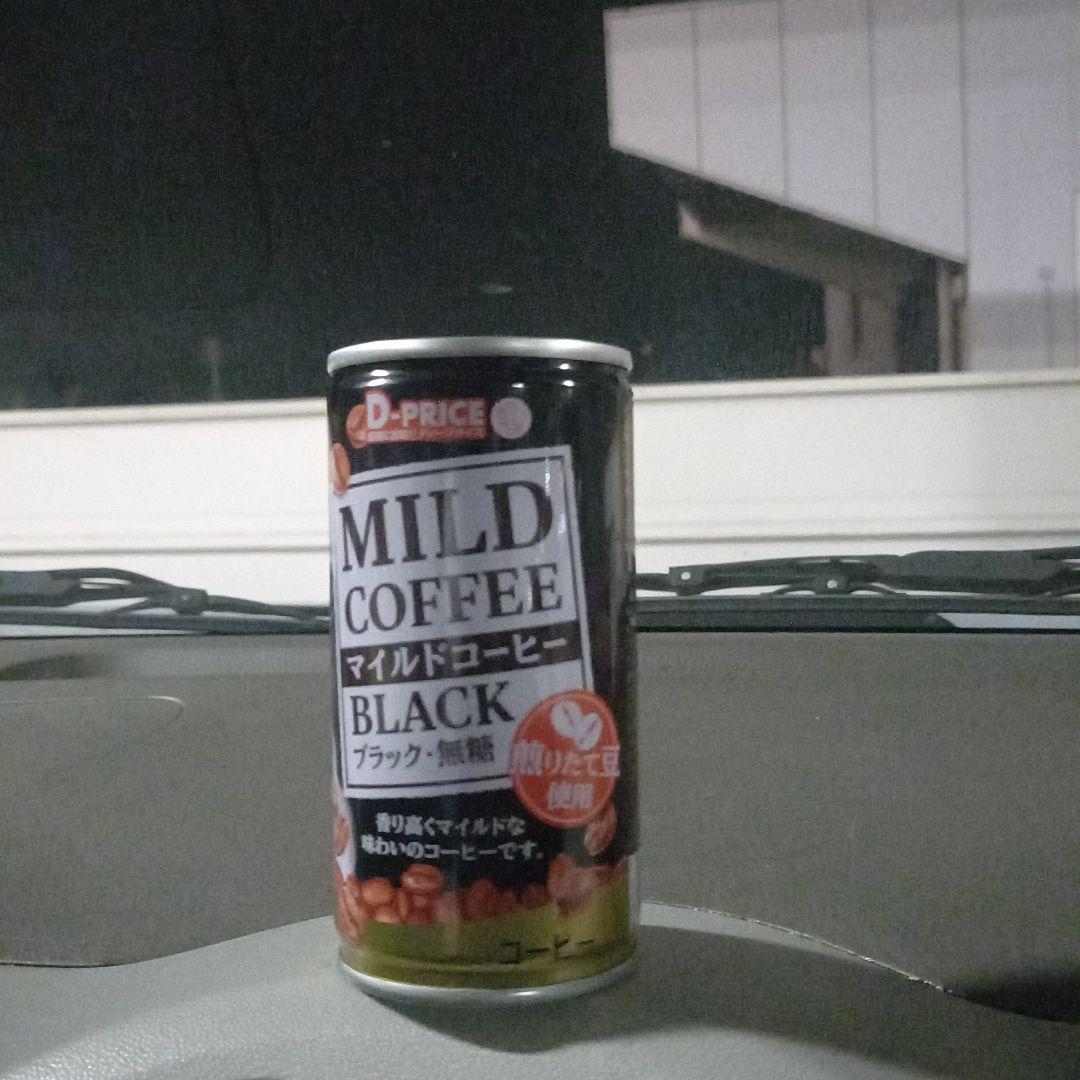 D-PRICE
MILD
COFFEE
マイルドコーヒー
BLACK
ブラック・無糖
煎りたて豆
使用
香り高くマイルドな
味わいのコーヒーです。
コーヒー